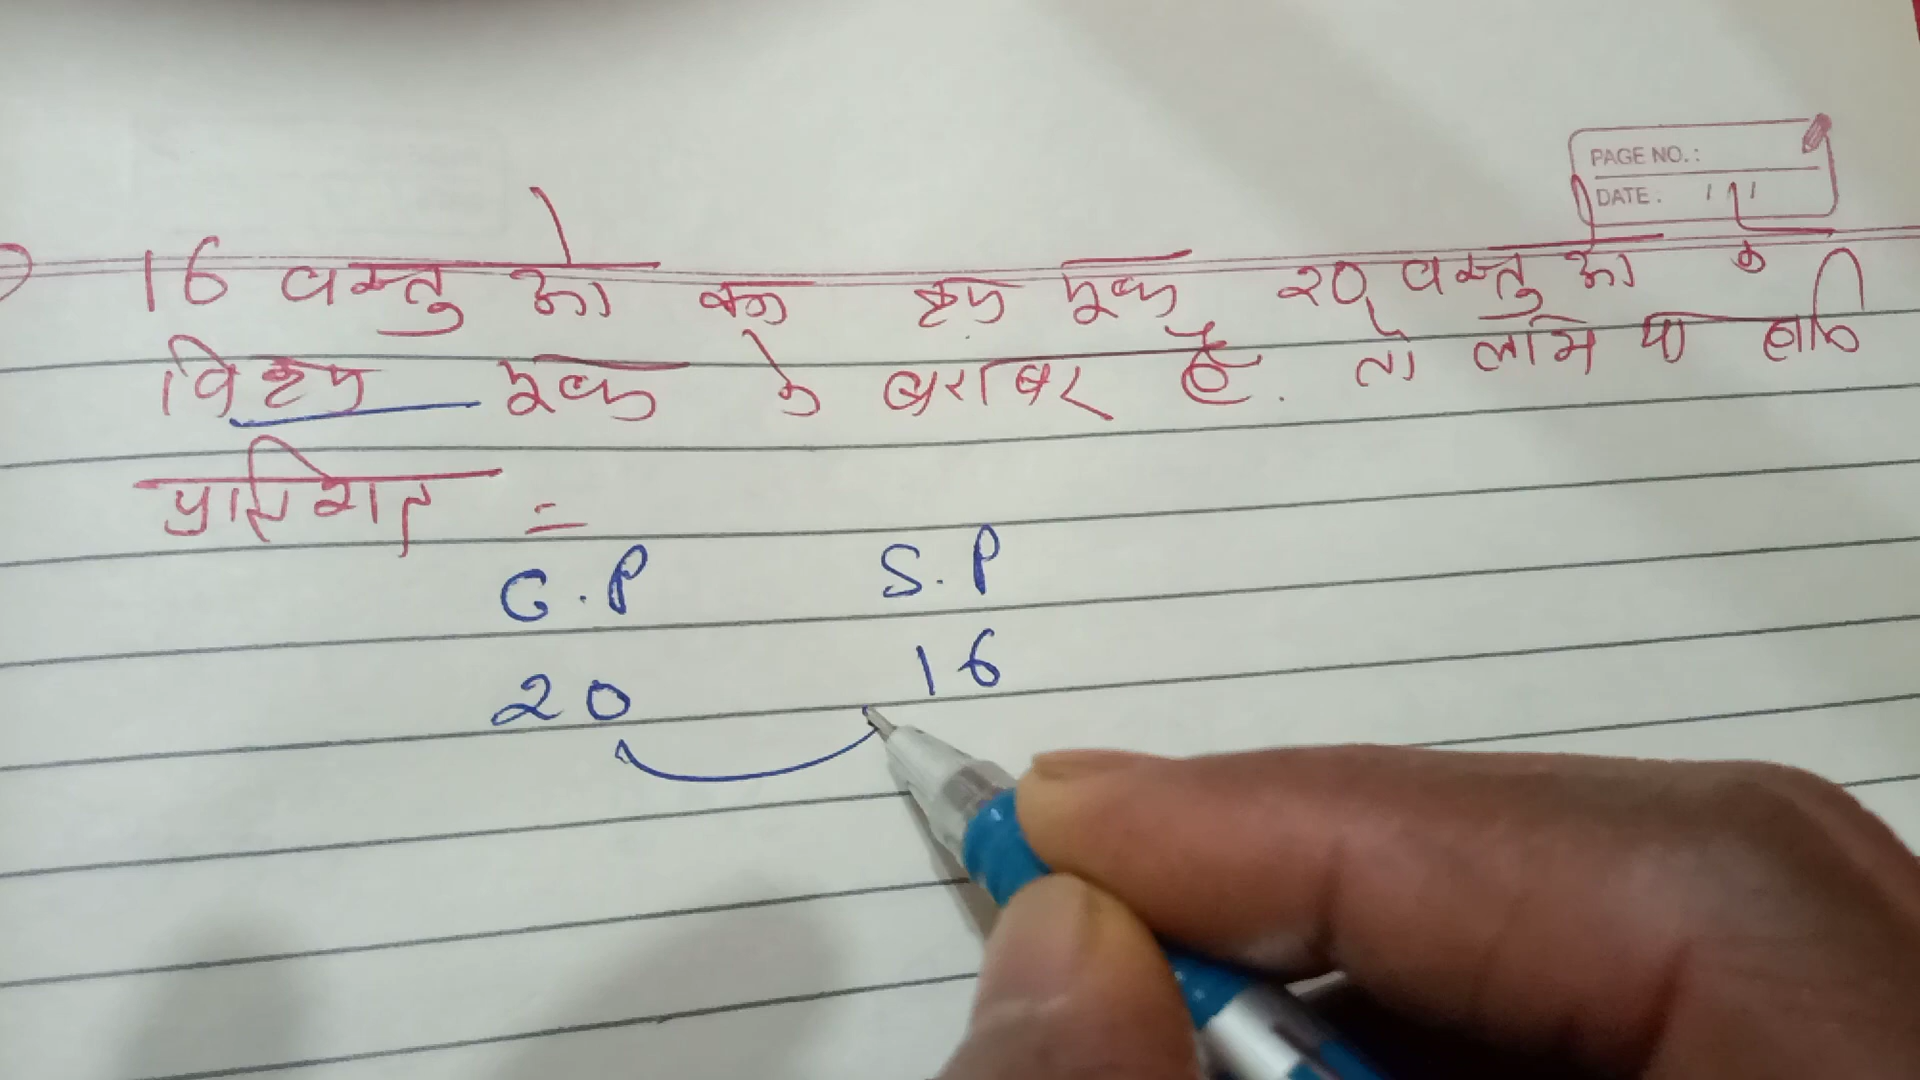 PAGE NO.:
DATE: / /
16 वस्तुओ का क्रय मूल्य 20 वस्तुओ के
विक्रय मूल्य के बराबर है. तो लाभ या हानि
प्रतिशत =
C.P S.P
20 16